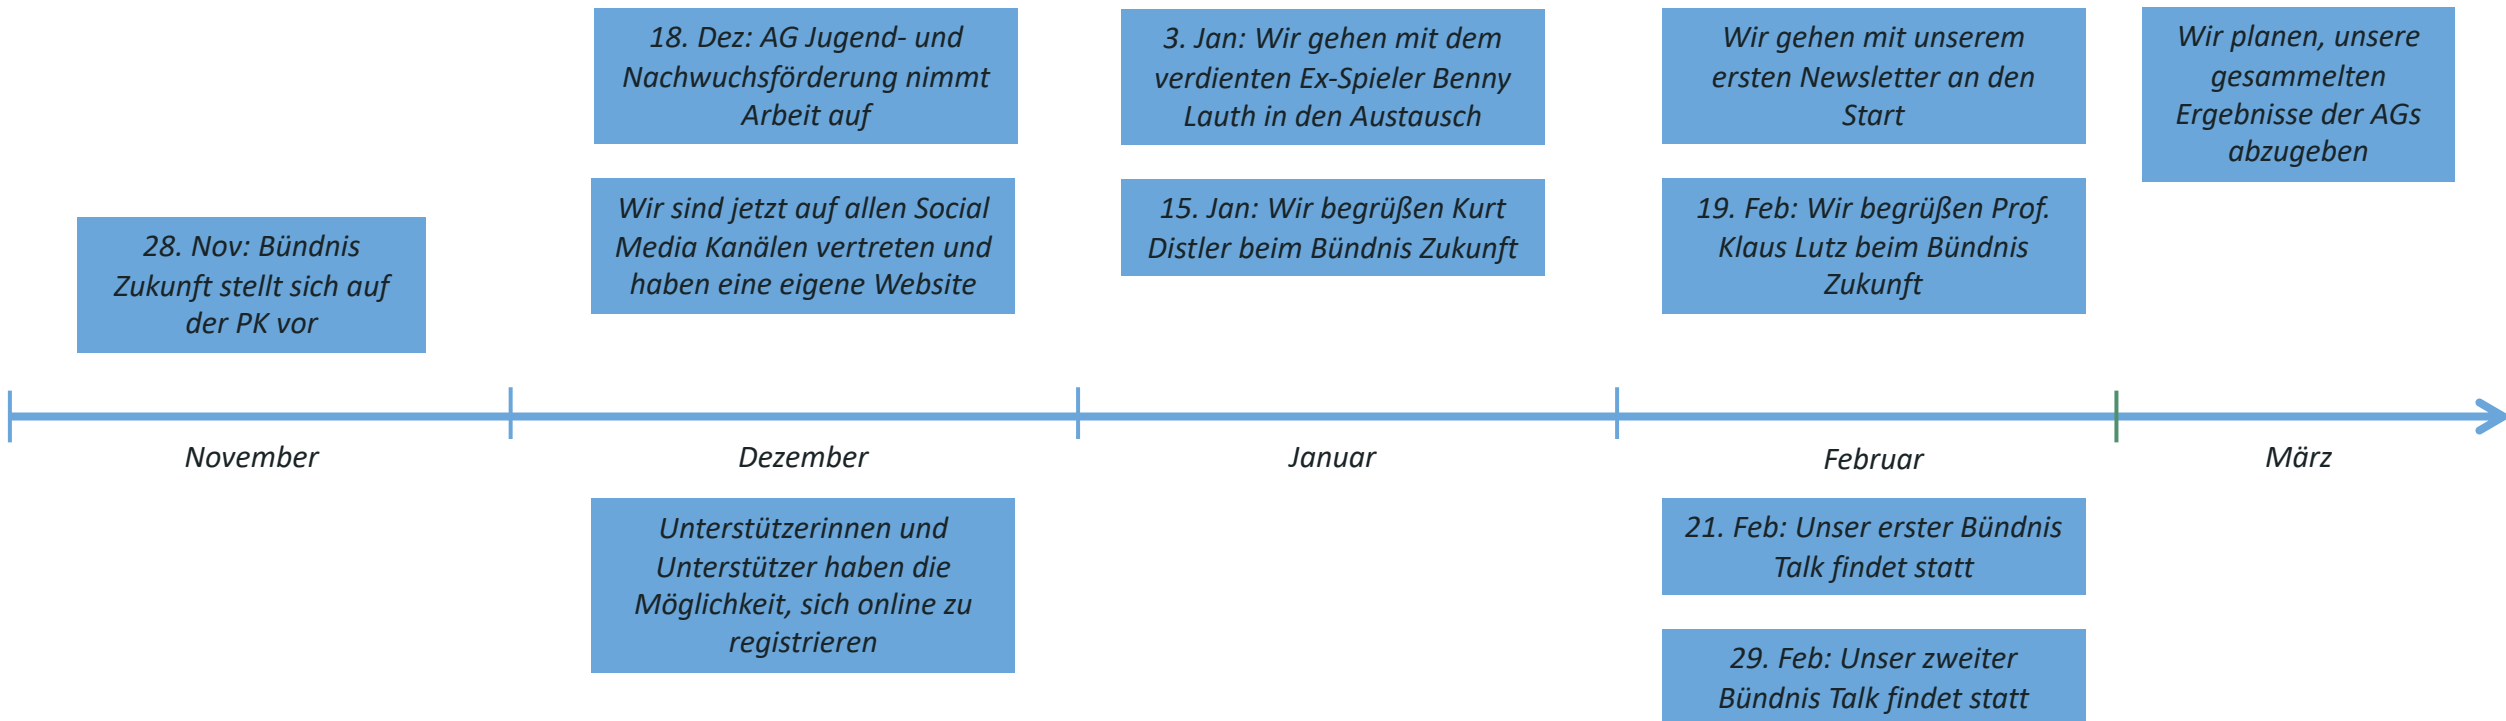 28. Nov: Bündnis
Zukunft stellt sich auf
der PK vor
18. Dez: AG Jugend- und
Nachwuchsförderung nimmt
Arbeit auf
Wir sind jetzt auf allen Social
Media Kanälen vertreten und
haben eine eigene Website
3. Jan: Wir gehen mit dem
verdienten Ex-Spieler Benny
Lauth in den Austausch
15. Jan: Wir begrüßen Kurt
Distler beim Bündnis Zukunft
Wir gehen mit unserem
ersten Newsletter an den
Start
19. Feb: Wir begrüßen Prof.
Klaus Lutz beim Bündnis
Zukunft
Wir planen, unsere
gesammelten
Ergebnisse der AGs
abzugeben
November
Dezember
Januar
Februar
März
Unterstützerinnen und
Unterstützer haben die
Möglichkeit, sich online zu
registrieren
21. Feb: Unser erster Bündnis
Talk findet statt
29. Feb: Unser zweiter
Bündnis Talk findet statt